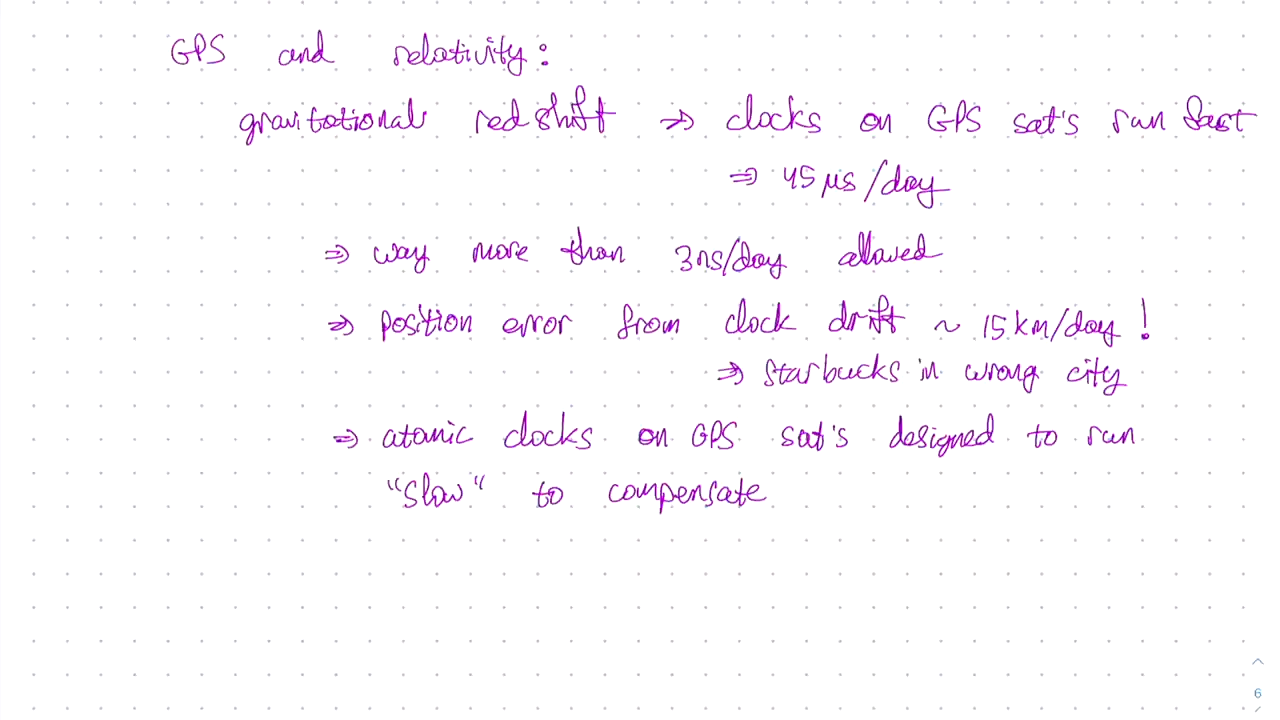 GPS and relativity:
gravitational redshift ⇒ clocks on GPS sat's run fast
⇒ 45 μs/day
⇒ way more than 3ns/day allowed
⇒ position error from clock drift ~ 15 km/day!
⇒ Starbucks in wrong city
⇒ atomic clocks on GPS sat's designed to run
"slow" to compensate
6